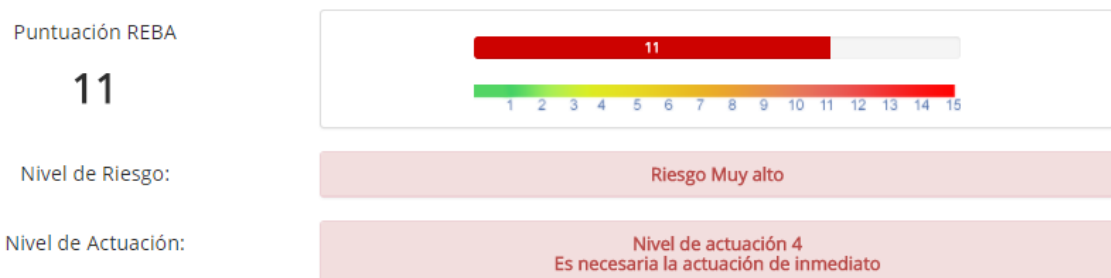 Puntuación REBA
11
11
1 2 3 4 5 6 7 8 9 10 11 12 13 14 15
Nivel de Riesgo:
Riesgo Muy alto
Nivel de Actuación:
Nivel de actuación 4
Es necesaria la actuación de inmediato